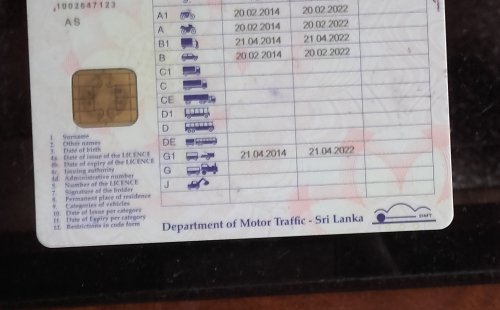 1002647123
AS
A1 20.02.2014 20.02.2022
A 20.02.2014 20.02.2022
B1 21.04.2014 21.04.2022
B 20.02.2014 20.02.2022
C1
C
CE
D1
D
DE
G1 21.04.2014 21.04.2022
G
J
1. Surname
2. Other names
3. Date of birth
4a Date of issue of the LICENCE
4b Date of expiry of the LICENCE
4c. Issuing authority
4d. Administrative number
5. Number of the LICENCE
7. Signature of the holder
8. Permanent place of residence
9. Categories of vehicles
10. Date of Issue per category
11. Date of Expiry per category
12. Restrictions in code form
Department of Motor Traffic - Sri Lanka
DMT